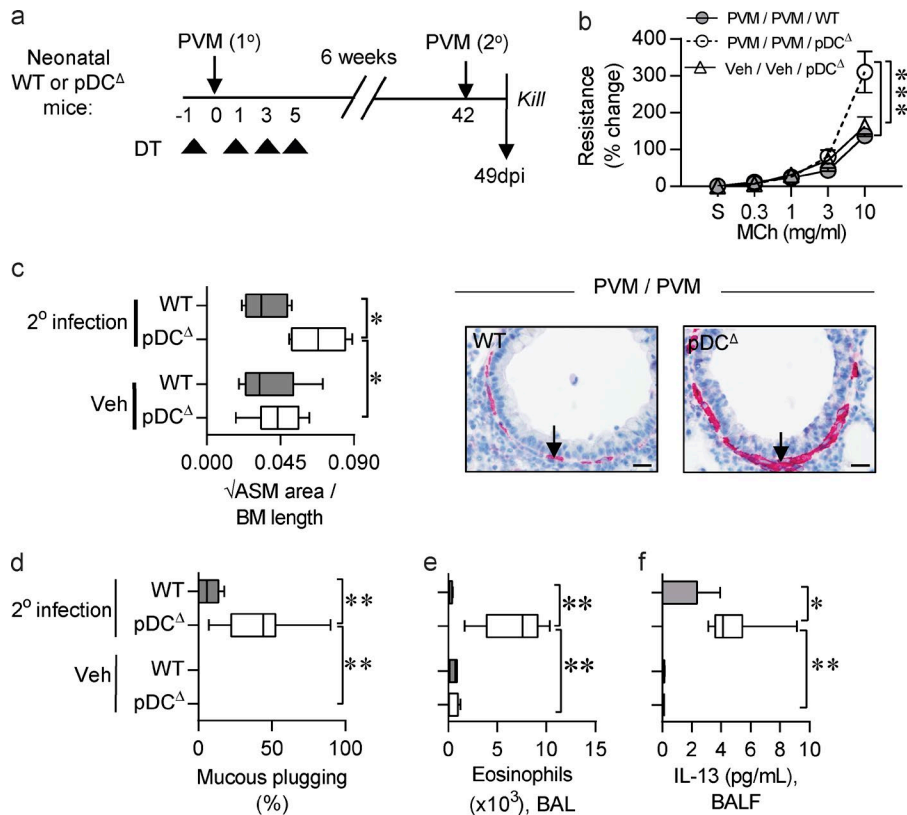 a
Neonatal
WT or pDCΔ
mice:
PVM (1º)
6 weeks
PVM (2º)
-1 0 1 3 5
42
Kill
DT
49dpi
b
PVM / PVM / WT
PVM / PVM / pDCΔ
Veh / Veh / pDCΔ
Resistance
(% change)
400
300
200
100
0
***
S 0.3 1 3 10
MCh (mg/ml)
c
2º infection
WT
pDCΔ
Veh
WT
pDCΔ
*
*
0.000 0.045 0.090
√ASM area /
BM length
PVM / PVM
WT
pDCΔ
d
2º infection
WT
pDCΔ
Veh
WT
pDCΔ
**
**
0 50 100
Mucous plugging
(%)
e
**
**
0 5 10 15
Eosinophils
(x10³), BAL
f
*
**
0 2 4 6 8 10
IL-13 (pg/mL),
BALF